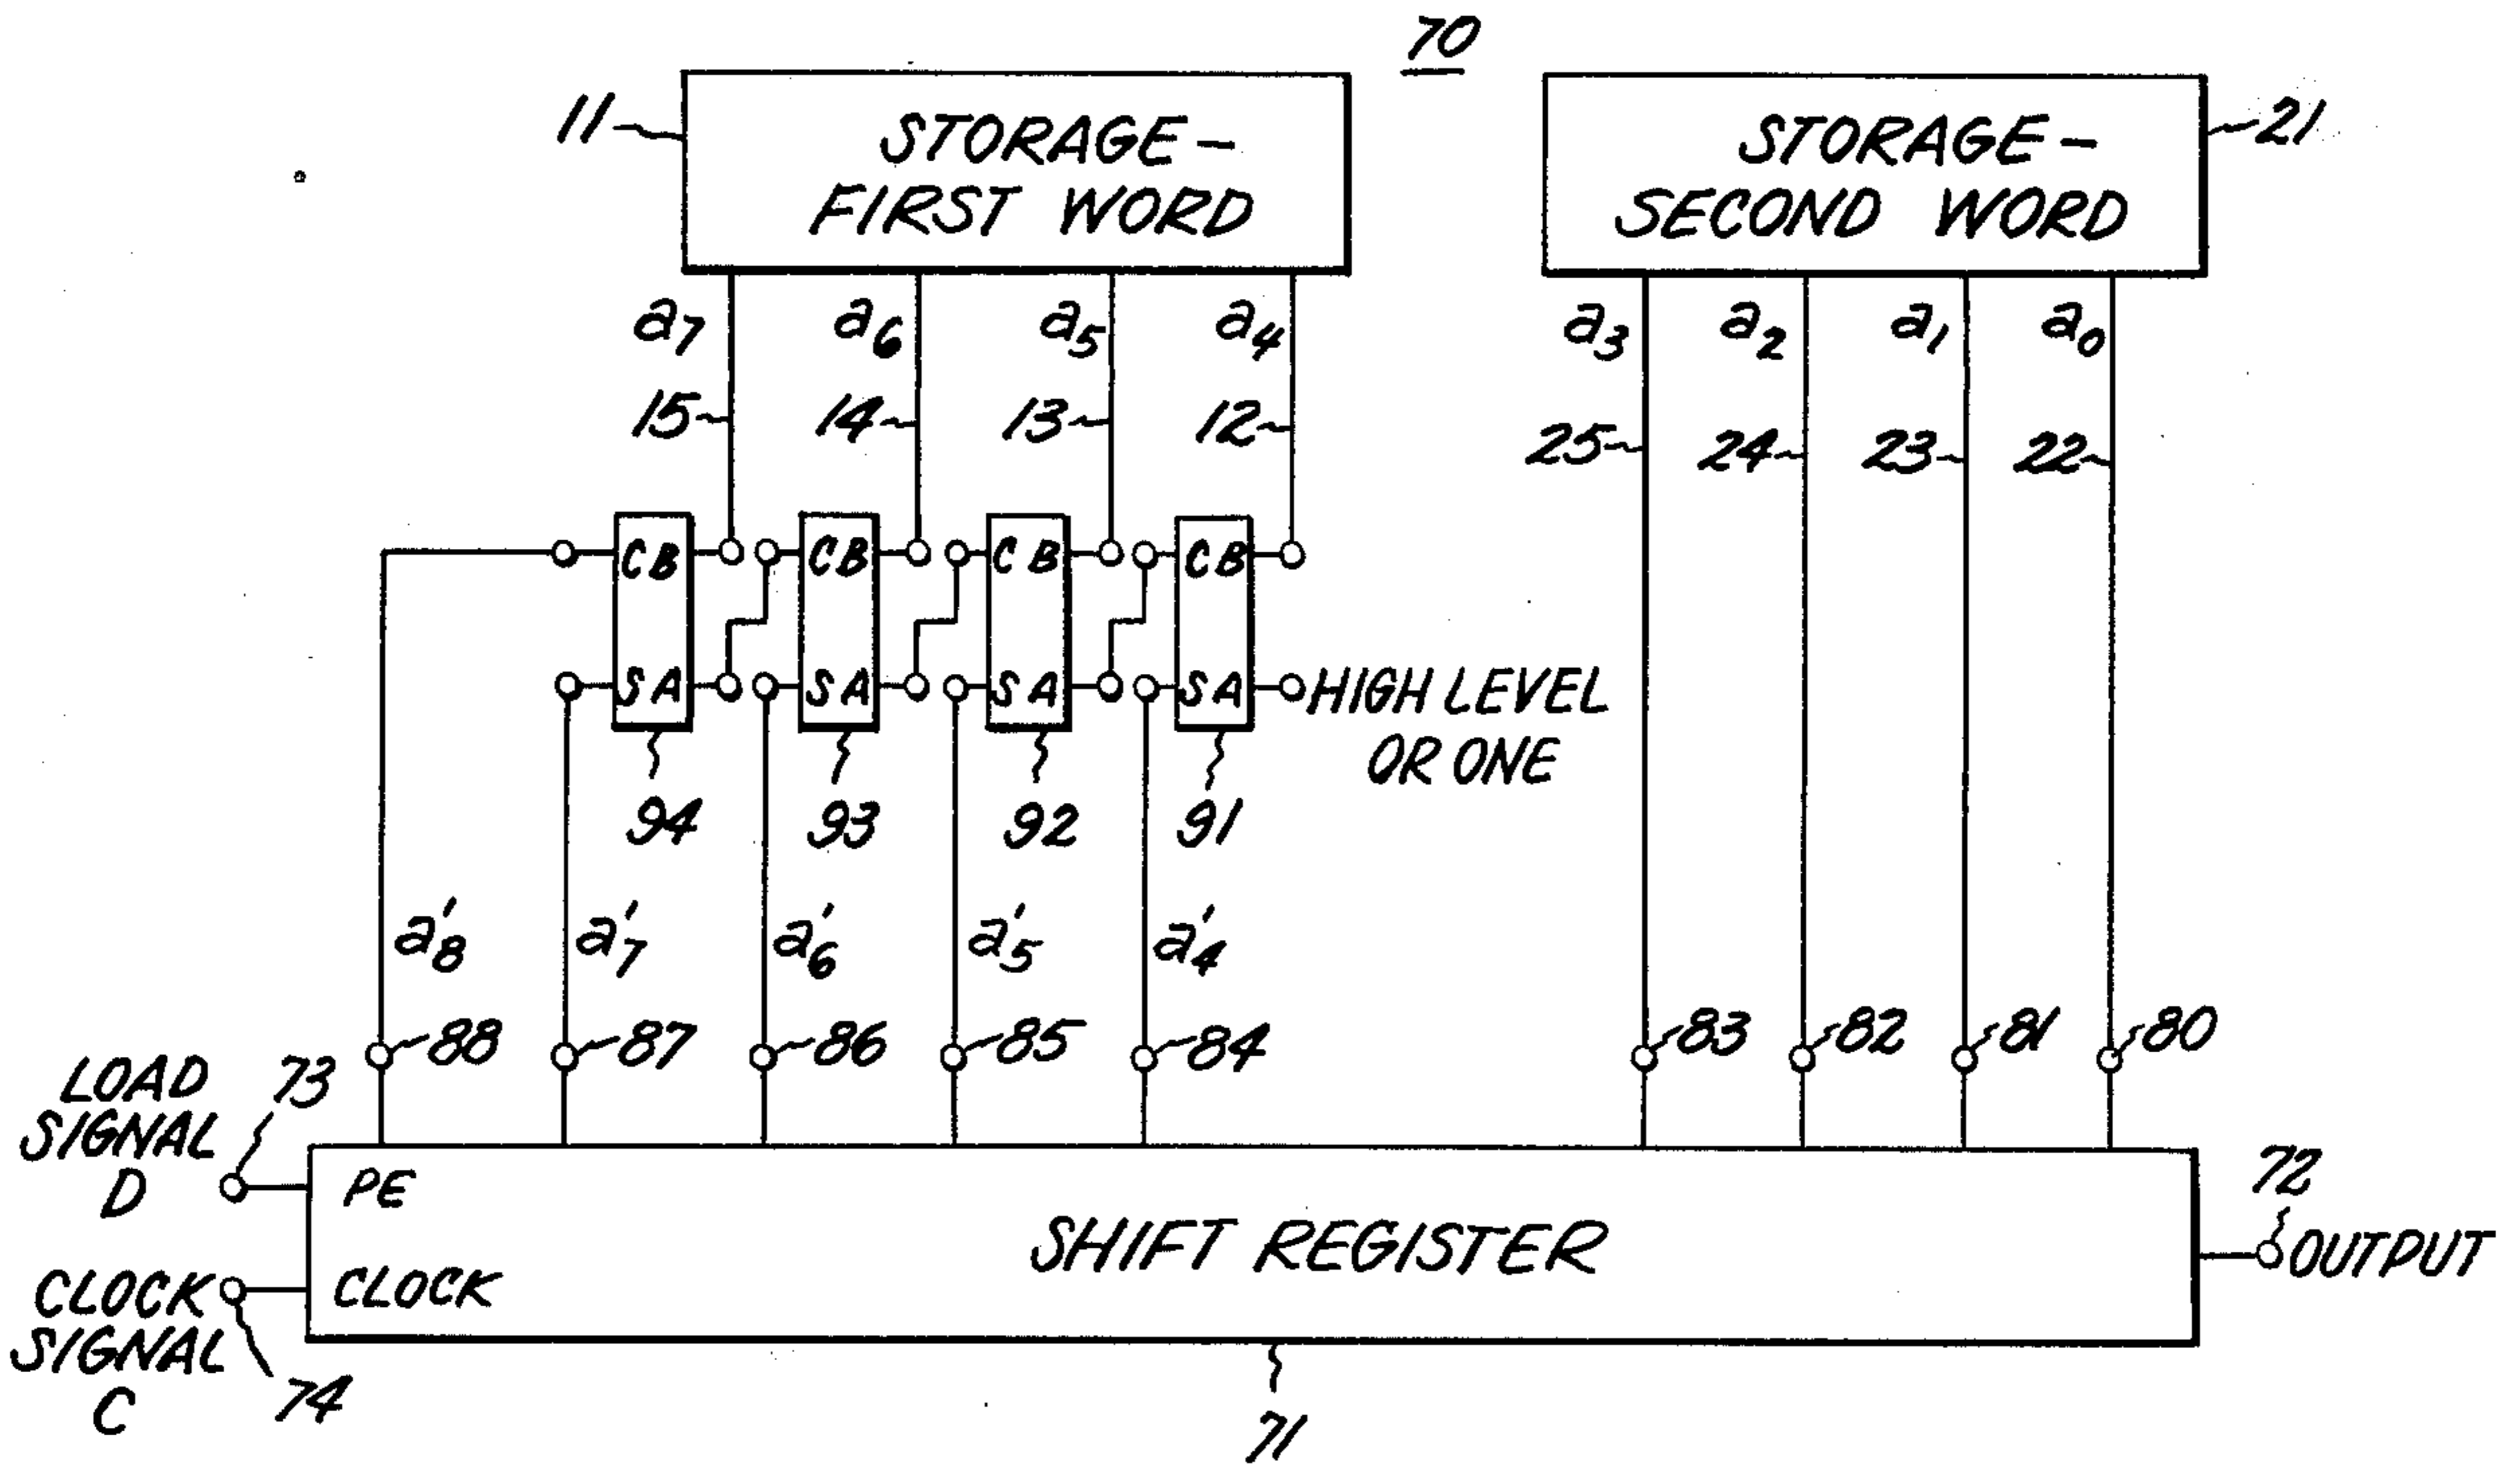 70
11
STORAGE-
FIRST WORD
STORAGE-
SECOND WORD
21
a7 a6 a5 a4 a3 a2 a1 a0
15 14 13 12 25 24 23 22
CB CB CB CB
SA SA SA SA HIGH LEVEL
OR ONE
94 93 92 91
a'8 a'7 a'6 a'5 a'4
88 87 86 85 84 83 82 81 80
LOAD
SIGNAL
D
73
PE
SHIFT REGISTER
72
OUTPUT
CLOCK
SIGNAL
C
CLOCK
74
71